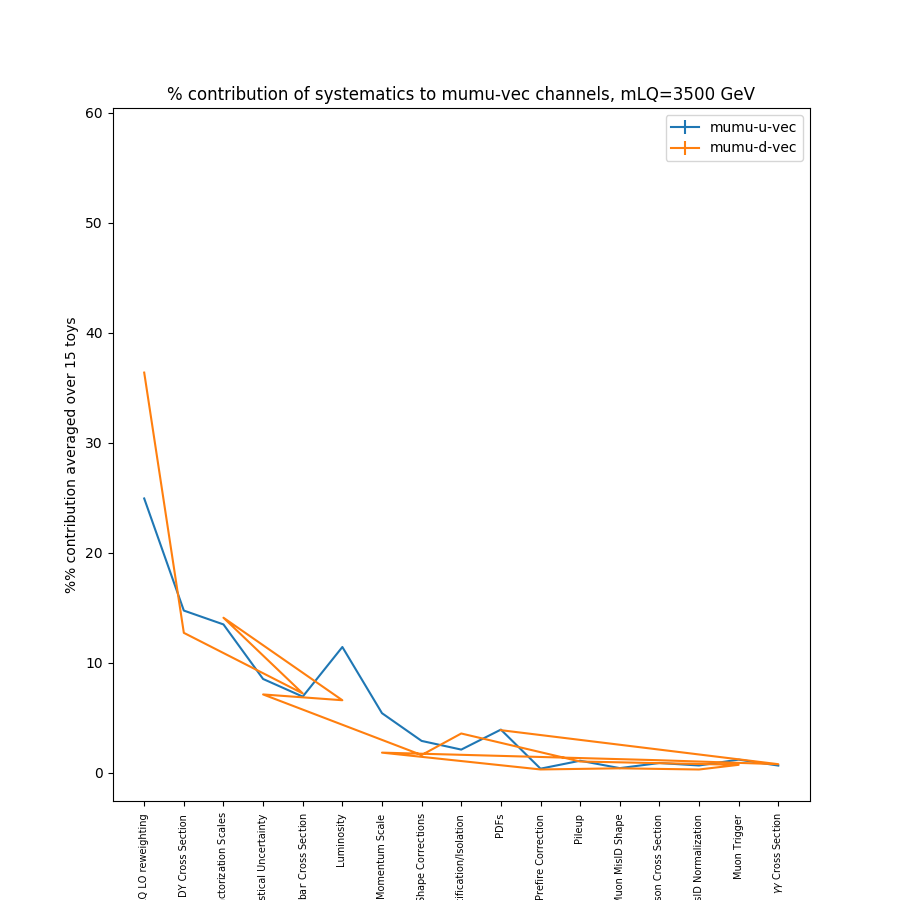 % contribution of systematics to mumu-vec channels, mLQ=3500 GeV
mumu-u-vec
mumu-d-vec
%% contribution averaged over 15 toys
60
50
40
30
20
10
0
Q LO reweighting
DY Cross Section
ctorization Scales
stical Uncertainty
bar Cross Section
Luminosity
Momentum Scale
Shape Corrections
tification/Isolation
PDFs
Prefire Correction
Pileup
Muon MisID Shape
son Cross Section
sID Normalization
Muon Trigger
γγ Cross Section